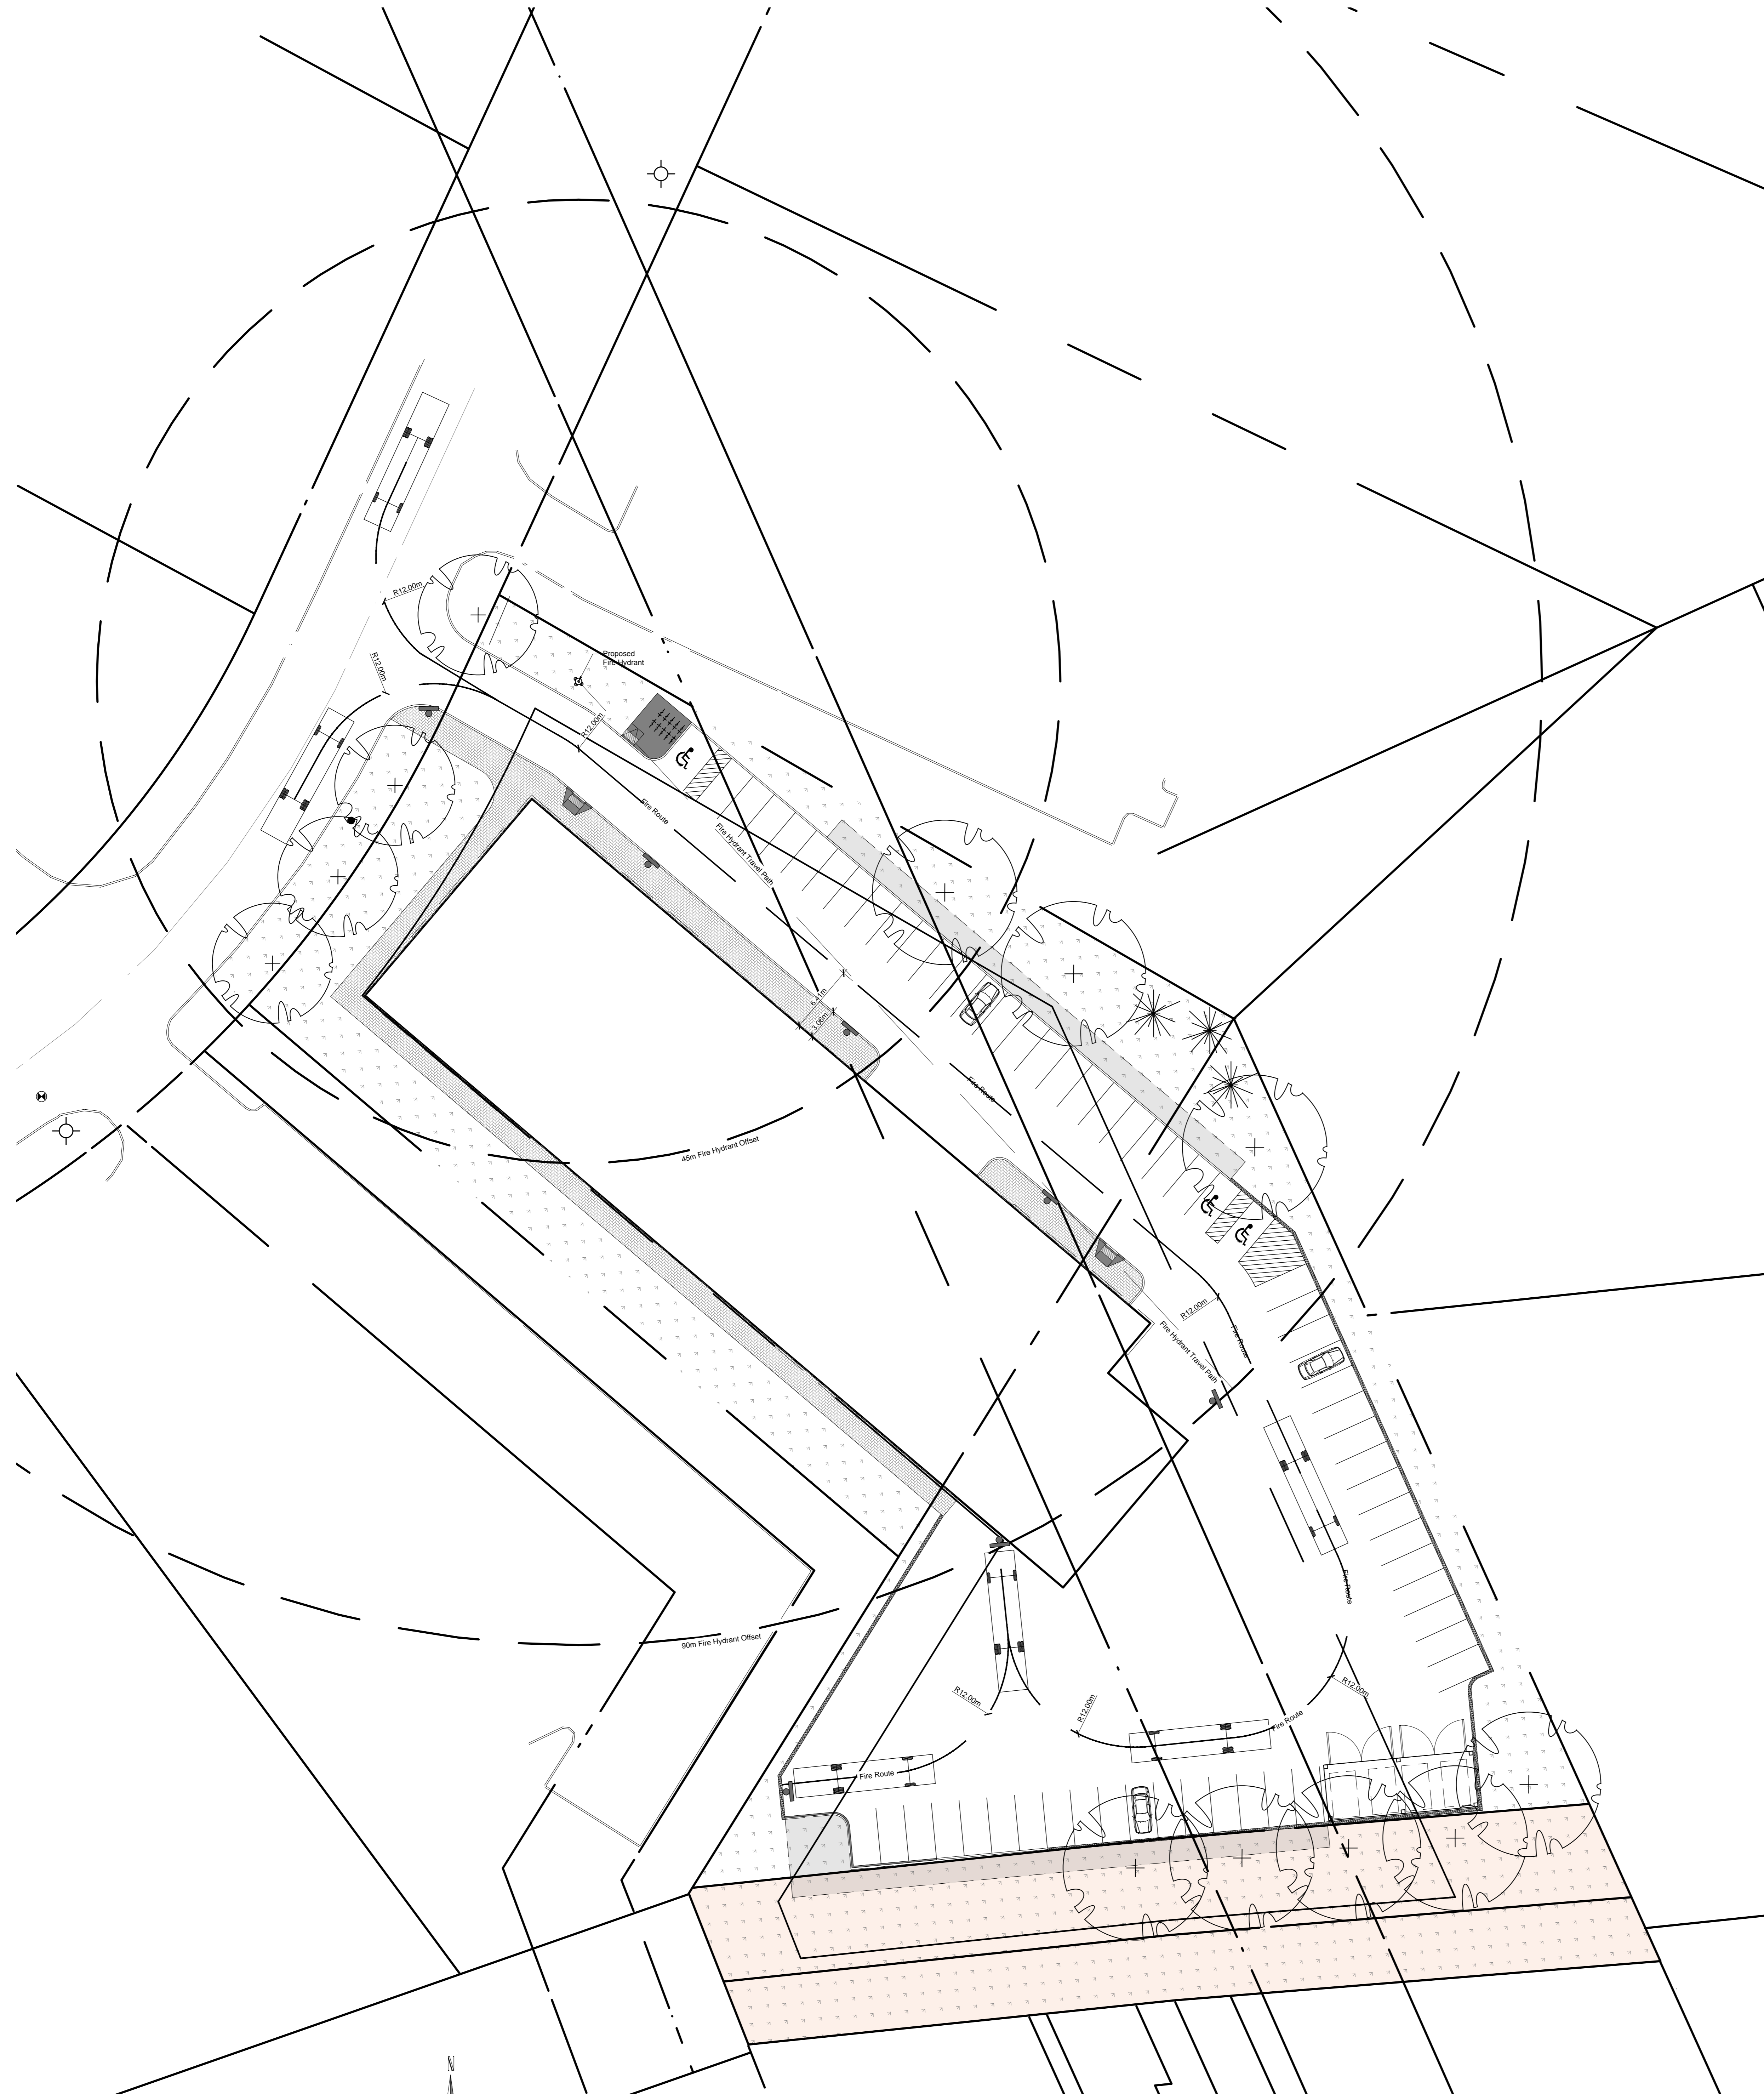 R12.00m
R12.00m
Proposed
Fire Hydrant
R12.00m
Fire Route
Fire Hydrant Travel Path
6.41m
3.06m
Fire Route
45m Fire Hydrant Offset
R12.00m
Fire Route
Fire Hydrant Travel Path
Fire Route
90m Fire Hydrant Offset
R12.00m
R12.00m
R12.00m
Fire Route
Fire Route
N